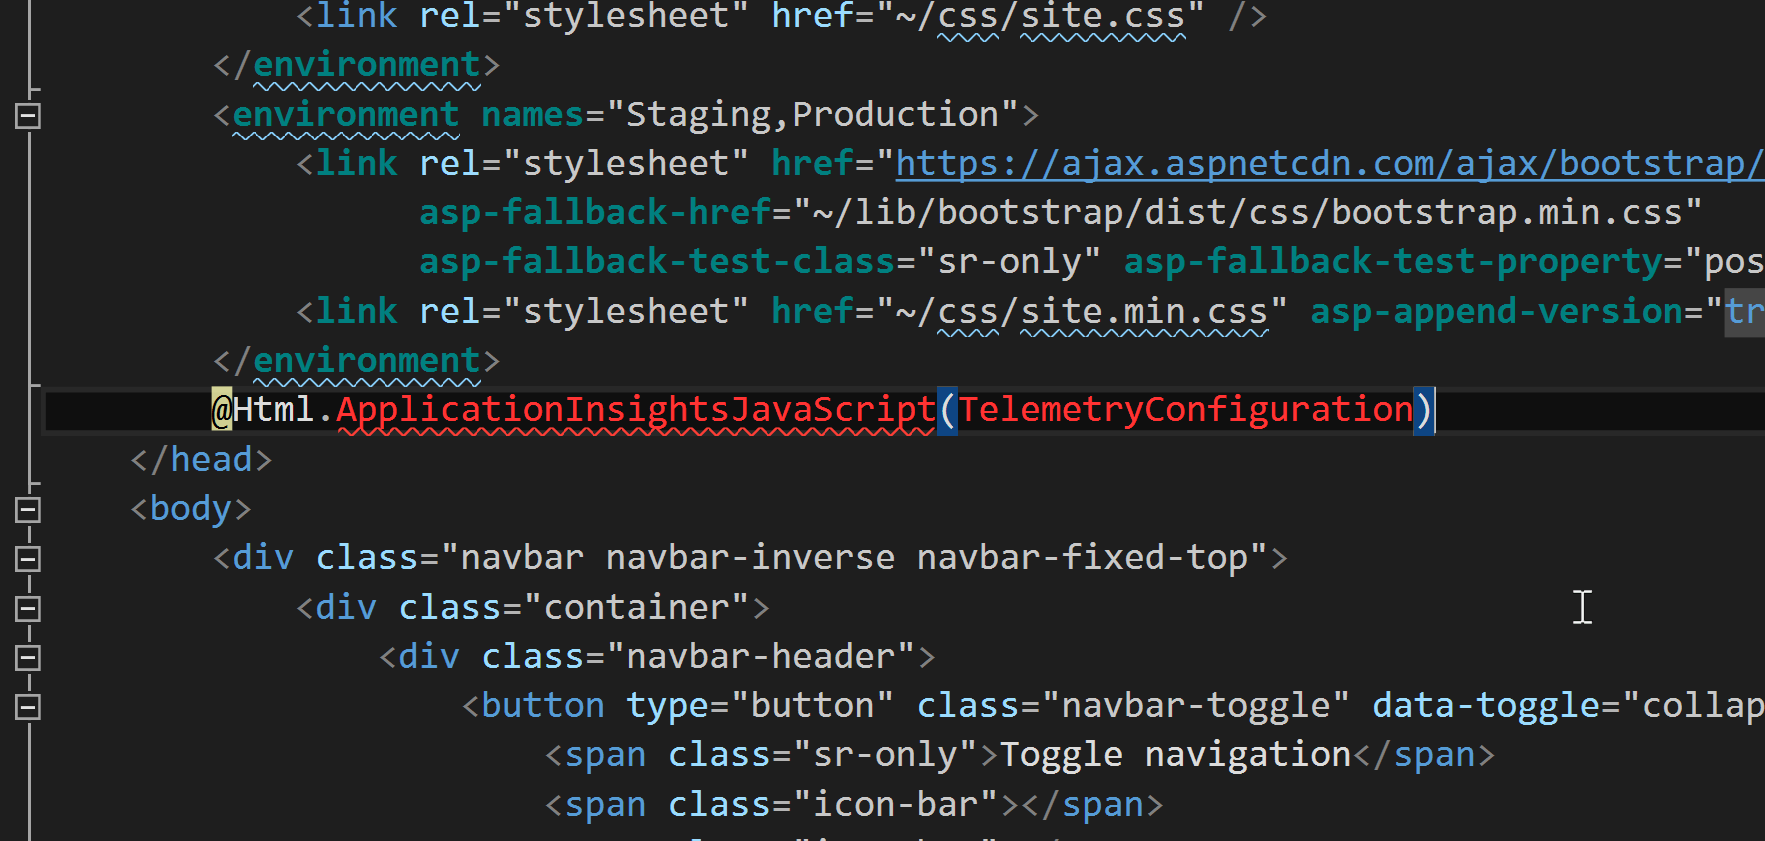 <link rel="stylesheet" href="~/css/site.css" />
</environment>
<environment names="Staging,Production">
<link rel="stylesheet" href="https://ajax.aspnetcdn.com/ajax/bootstrap/
asp-fallback-href="~/lib/bootstrap/dist/css/bootstrap.min.css"
asp-fallback-test-class="sr-only" asp-fallback-test-property="pos
<link rel="stylesheet" href="~/css/site.min.css" asp-append-version="tr
</environment>
@Html.ApplicationInsightsJavaScript(TelemetryConfiguration)
</head>
<body>
<div class="navbar navbar-inverse navbar-fixed-top">
<div class="container">
<div class="navbar-header">
<button type="button" class="navbar-toggle" data-toggle="collap
<span class="sr-only">Toggle navigation</span>
<span class="icon-bar"></span>